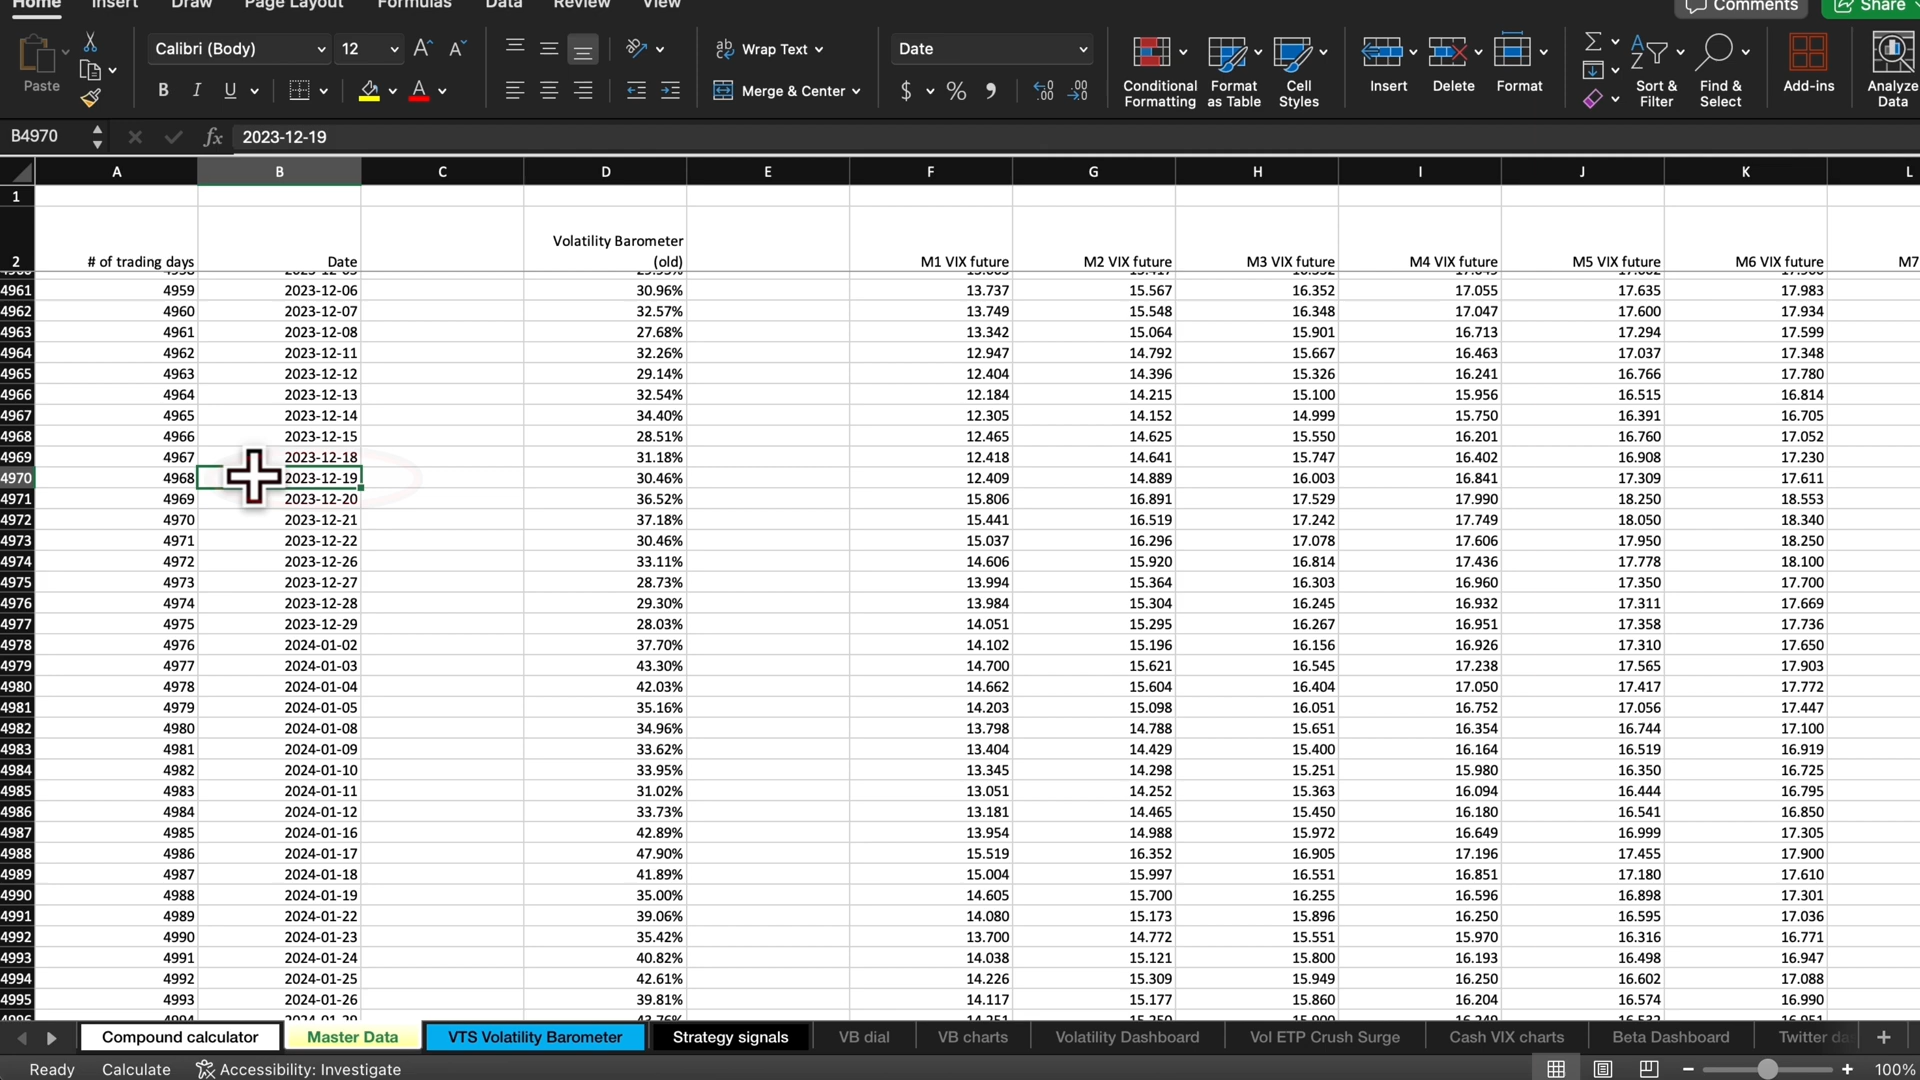 Home Insert Draw Page Layout Formulas Data Review View Comments Share
Paste Calibri (Body) 12 Wrap Text Date
B I U A Merge & Center $ % Conditional Formatting Format as Table Cell Styles Insert Delete Format Sort & Filter Find & Select Add-ins Analyze Data
B4970 fx 2023-12-19
A B C D E F G H I J K L
1
Volatility Barometer
2 # of trading days Date (old) M1 VIX future M2 VIX future M3 VIX future M4 VIX future M5 VIX future M6 VIX future M7
4961 4959 2023-12-06 30.96% 13.737 15.567 16.352 17.055 17.635 17.983
4962 4960 2023-12-07 32.57% 13.749 15.548 16.348 17.047 17.600 17.934
4963 4961 2023-12-08 27.68% 13.342 15.064 15.901 16.713 17.294 17.599
4964 4962 2023-12-11 32.26% 12.947 14.792 15.667 16.463 17.037 17.348
4965 4963 2023-12-12 29.14% 12.404 14.396 15.326 16.241 16.766 17.780
4966 4964 2023-12-13 32.54% 12.184 14.215 15.100 15.956 16.515 16.814
4967 4965 2023-12-14 34.40% 12.305 14.152 14.999 15.750 16.391 16.705
4968 4966 2023-12-15 28.51% 12.465 14.625 15.550 16.201 16.760 17.052
4969 4967 2023-12-18 31.18% 12.418 14.641 15.747 16.402 16.908 17.230
4970 4968 2023-12-19 30.46% 12.409 14.889 16.003 16.841 17.309 17.611
4971 4969 2023-12-20 36.52% 15.806 16.891 17.529 17.990 18.250 18.553
4972 4970 2023-12-21 37.18% 15.441 16.519 17.242 17.749 18.050 18.340
4973 4971 2023-12-22 30.46% 15.037 16.296 17.078 17.606 17.950 18.250
4974 4972 2023-12-26 33.11% 14.606 15.920 16.814 17.436 17.778 18.100
4975 4973 2023-12-27 28.73% 13.994 15.364 16.303 16.960 17.350 17.700
4976 4974 2023-12-28 29.30% 13.984 15.304 16.245 16.932 17.311 17.669
4977 4975 2023-12-29 28.03% 14.051 15.295 16.267 16.951 17.358 17.736
4978 4976 2024-01-02 37.70% 14.102 15.196 16.156 16.926 17.310 17.650
4979 4977 2024-01-03 43.30% 14.700 15.621 16.545 17.238 17.565 17.903
4980 4978 2024-01-04 42.03% 14.662 15.604 16.404 17.050 17.417 17.772
4981 4979 2024-01-05 35.16% 14.203 15.098 16.051 16.752 17.056 17.447
4982 4980 2024-01-08 34.96% 13.798 14.788 15.651 16.354 16.744 17.100
4983 4981 2024-01-09 33.62% 13.404 14.429 15.400 16.164 16.519 16.919
4984 4982 2024-01-10 33.95% 13.345 14.298 15.251 15.980 16.350 16.725
4985 4983 2024-01-11 31.02% 13.051 14.252 15.363 16.094 16.444 16.795
4986 4984 2024-01-12 33.73% 13.181 14.465 15.450 16.180 16.541 16.850
4987 4985 2024-01-16 42.89% 13.954 14.988 15.972 16.649 16.999 17.305
4988 4986 2024-01-17 47.90% 15.519 16.352 16.905 17.196 17.455 17.900
4989 4987 2024-01-18 41.89% 15.004 15.997 16.551 16.851 17.180 17.610
4990 4988 2024-01-19 35.00% 14.605 15.700 16.255 16.596 16.898 17.301
4991 4989 2024-01-22 39.06% 14.080 15.173 15.896 16.250 16.595 17.036
4992 4990 2024-01-23 35.42% 13.700 14.772 15.551 15.970 16.316 16.771
4993 4991 2024-01-24 40.82% 14.038 15.121 15.800 16.193 16.498 16.947
4994 4992 2024-01-25 42.61% 14.226 15.309 15.949 16.250 16.602 17.088
4995 4993 2024-01-26 39.81% 14.117 15.177 15.860 16.204 16.574 16.990
Compound calculator Master Data VTS Volatility Barometer Strategy signals VB dial VB charts Volatility Dashboard Vol ETP Crush Surge Cash VIX charts Beta Dashboard Twitter
Ready Calculate Accessibility: Investigate 100%